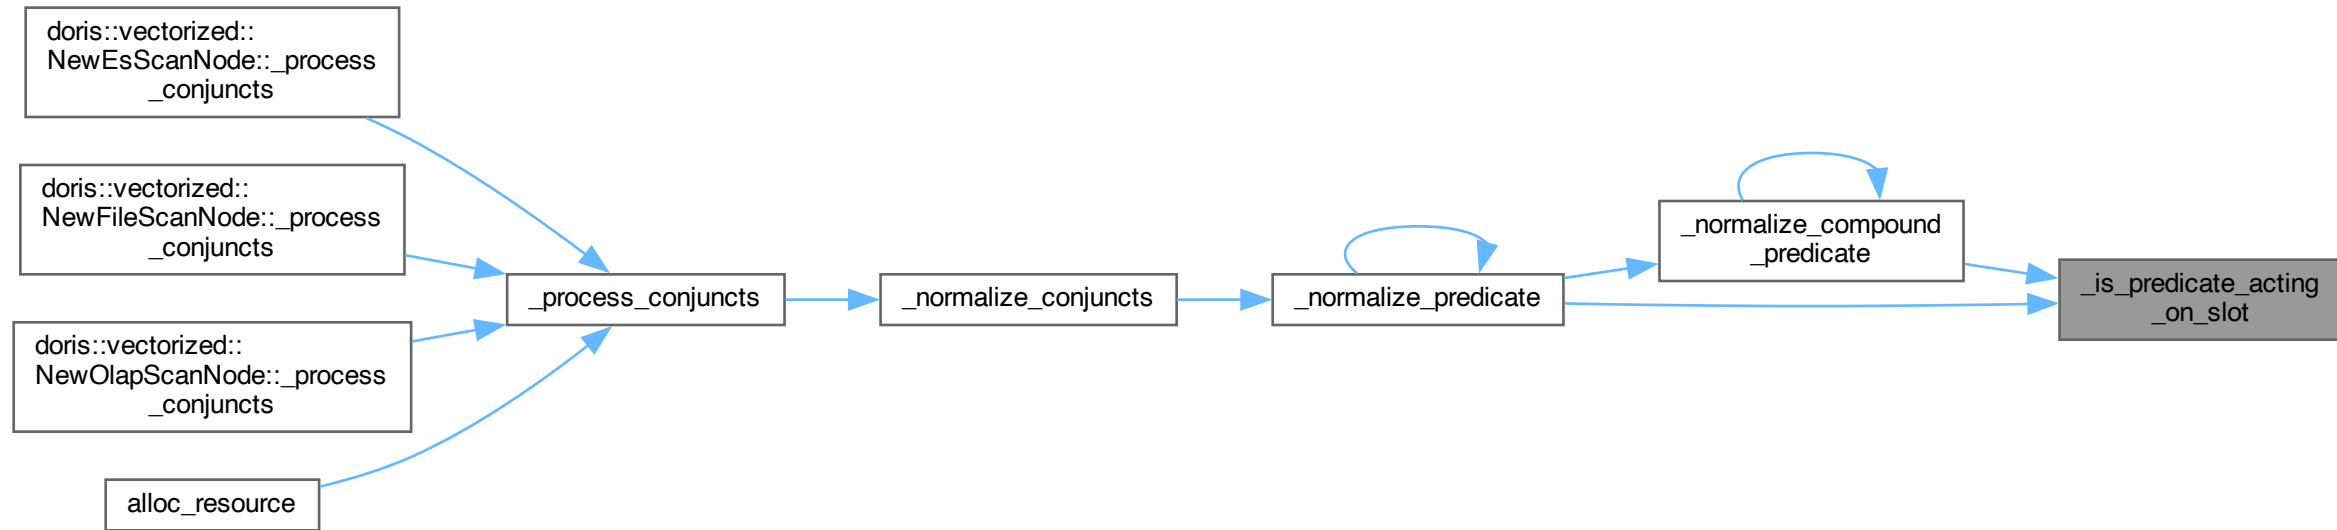 doris::vectorized::
NewEsScanNode::_process
_conjuncts
doris::vectorized::
NewFileScanNode::_process
_conjuncts
doris::vectorized::
NewOlapScanNode::_process
_conjuncts
alloc_resource
_process_conjuncts
_normalize_conjuncts
_normalize_predicate
_normalize_compound
_predicate
_is_predicate_acting
_on_slot